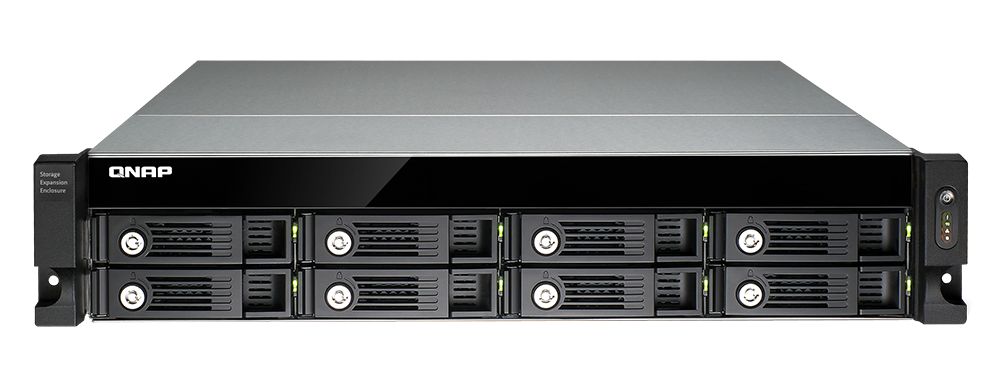 Storage
Expansion
Enclosure
QNAP